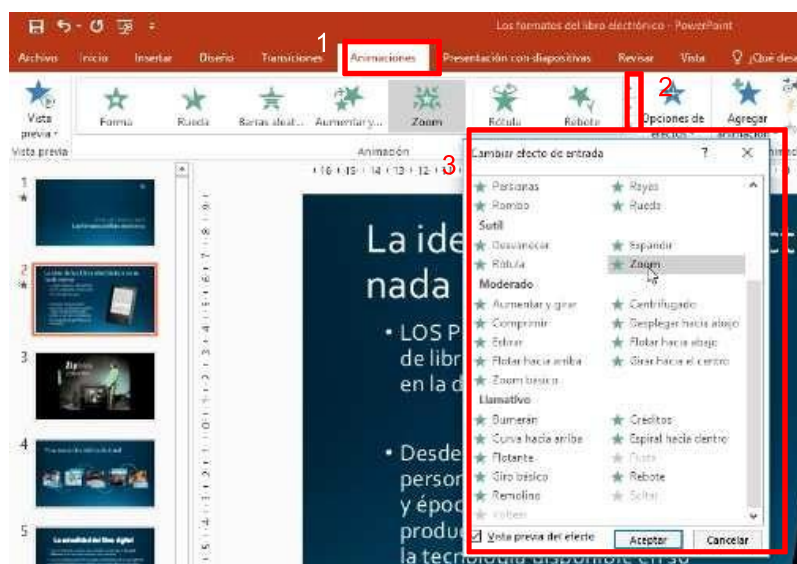 Los formatos del libro electrónico - PowerPoint
1
2
Archivo Inicio Insertar Diseño Transiciones Animaciones Presentación con diapositivas Revisar Vista ¿Qué dese
Vista previa
Forma Rueda Barras aleat... Aumentar y... Zoom Rótula Rebote
Opciones de efectos
Agregar animación
Vista previa Animación
3
Cambiar efecto de entrada ? X
Personas Rayas
Rombo Rueda
Sutil
Desvanecer Expandir
Rótula Zoom
Moderado
Aumentar y girar Centrifugado
Comprimir Desplegar hacia abajo
Estirar Flotar hacia abajo
Flotar hacia arriba Girar hacia el centro
Zoom básico
Llamativo
Bumerán Créditos
Curva hacia arriba Espiral hacia dentro
Flotante
Giro básico Rebote
Remolino Soltar
Vista previa del efecto Aceptar Cancelar
1
2
3
4
5
La actualidad del libro digital
La ide
nada
• LOS P
de libr
en la d
• Desde
person
y époc
produ
la tecnología disponible en su